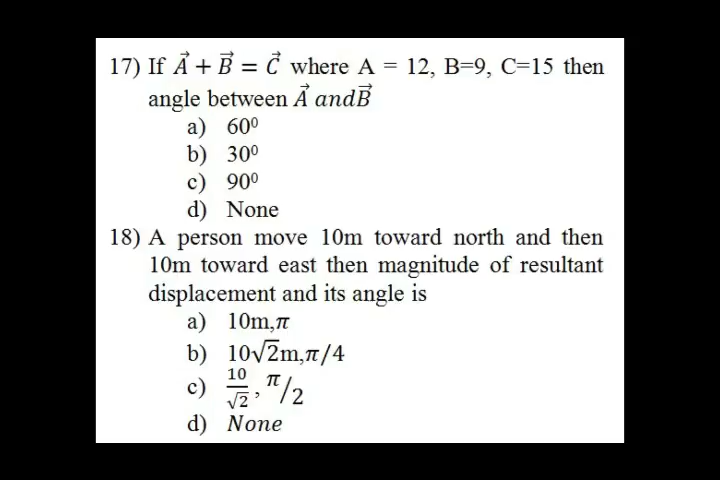 17) If A⃗ + B⃗ = C⃗ where A = 12, B=9, C=15 then
angle between A⃗ andB⃗
a) 60⁰
b) 30⁰
c) 90⁰
d) None
18) A person move 10m toward north and then
10m toward east then magnitude of resultant
displacement and its angle is
a) 10m,π
b) 10√2m,π/4
c) 10/√2 , π/2
d) None